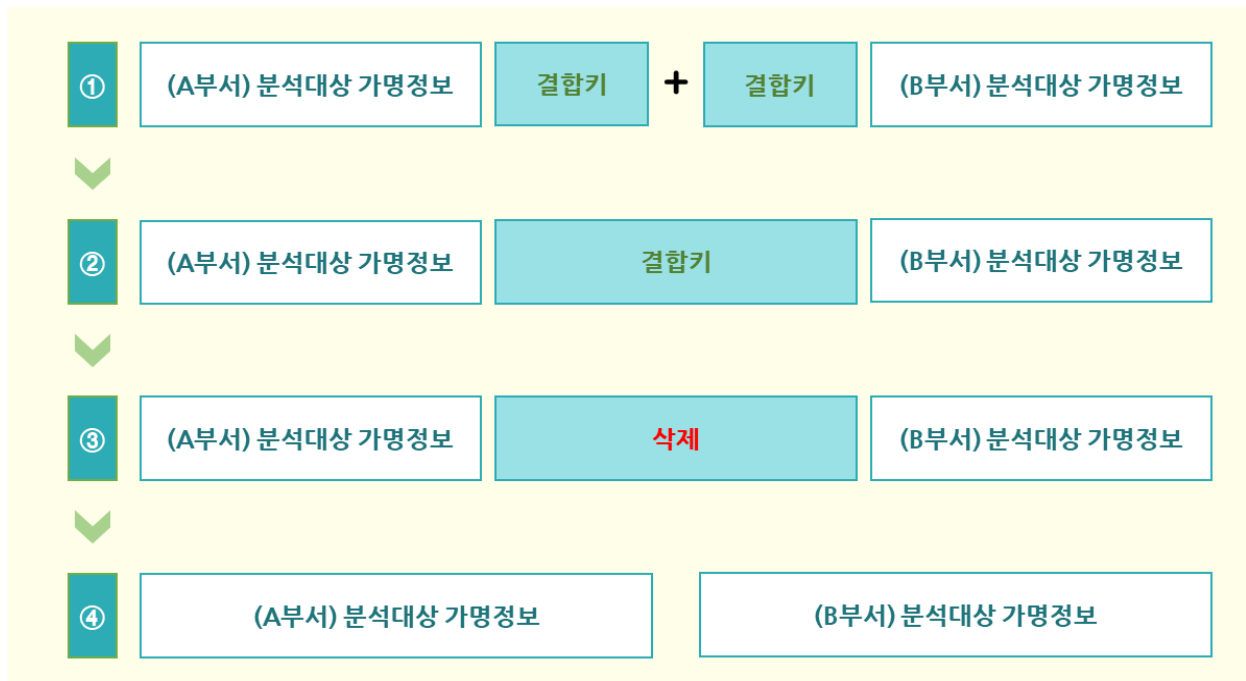 ① (A부서) 분석대상 가명정보 결합키 + 결합키 (B부서) 분석대상 가명정보
② (A부서) 분석대상 가명정보 결합키 (B부서) 분석대상 가명정보
③ (A부서) 분석대상 가명정보 삭제 (B부서) 분석대상 가명정보
④ (A부서) 분석대상 가명정보 (B부서) 분석대상 가명정보